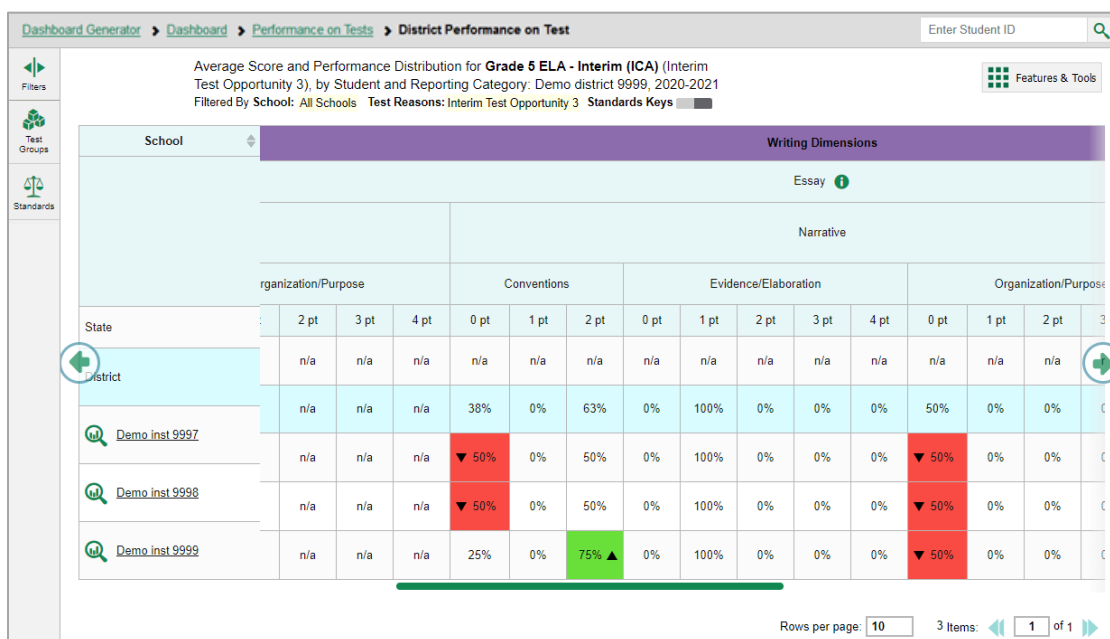 Dashboard Generator > Dashboard > Performance on Tests > District Performance on Test
Enter Student ID
Filters
Test Groups
Standards
Average Score and Performance Distribution for Grade 5 ELA - Interim (ICA) (Interim
Test Opportunity 3), by Student and Reporting Category: Demo district 9999, 2020-2021
Filtered By School: All Schools Test Reasons: Interim Test Opportunity 3 Standards Keys
Features & Tools
School
Writing Dimensions
Essay
Narrative
rganization/Purpose Conventions Evidence/Elaboration Organization/Purpose
2 pt 3 pt 4 pt 0 pt 1 pt 2 pt 0 pt 1 pt 2 pt 3 pt 4 pt 0 pt 1 pt 2 pt 3
State
n/a n/a n/a n/a n/a n/a n/a n/a n/a n/a n/a n/a n/a n/a
District
n/a n/a n/a 38% 0% 63% 0% 100% 0% 0% 0% 50% 0% 0% 0
Demo inst 9997
n/a n/a n/a ▼ 50% 0% 50% 0% 100% 0% 0% 0% ▼ 50% 0% 0% 0
Demo inst 9998
n/a n/a n/a ▼ 50% 0% 50% 0% 100% 0% 0% 0% ▼ 50% 0% 0% 0
Demo inst 9999
n/a n/a n/a 25% 0% 75% ▲ 0% 100% 0% 0% 0% ▼ 50% 0% 0% 0
Rows per page: 10 3 Items: 1 of 1